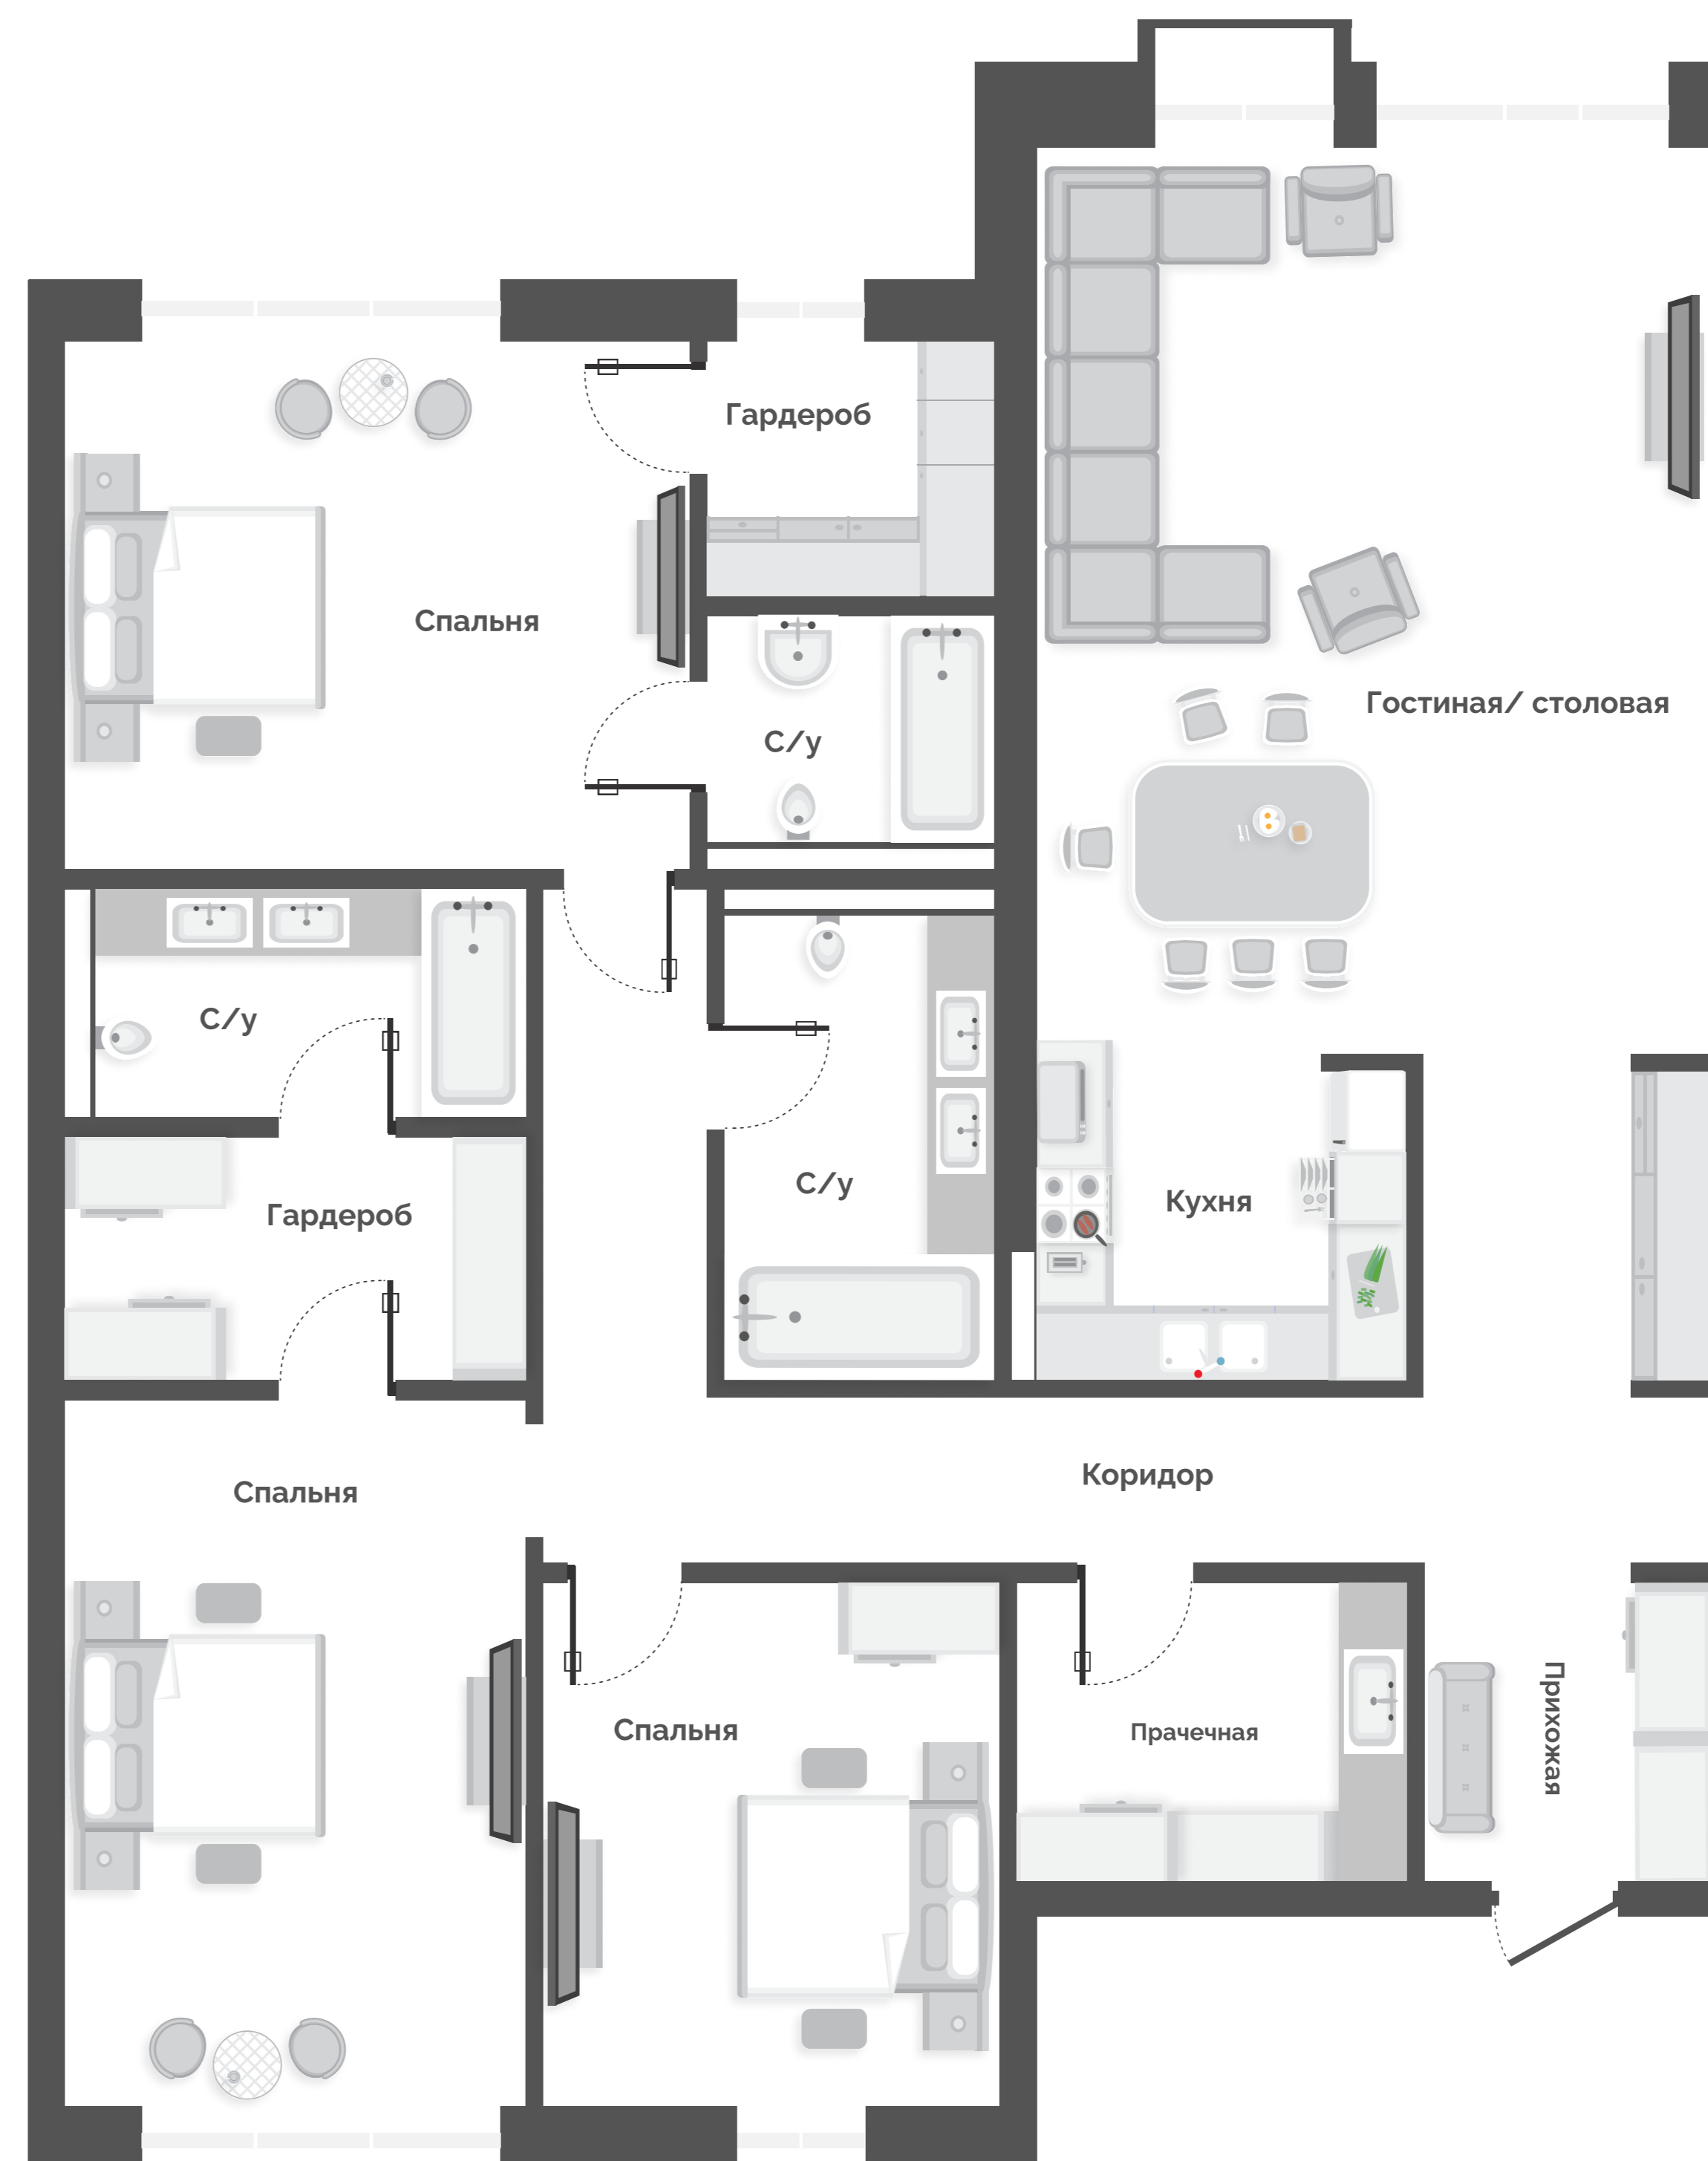 Гардероб
Спальня
Гостиная/ столовая
С/у
С/у
С/у
Кухня
Гардероб
Коридор
Спальня
Спальня
Прачечная
Прихожая